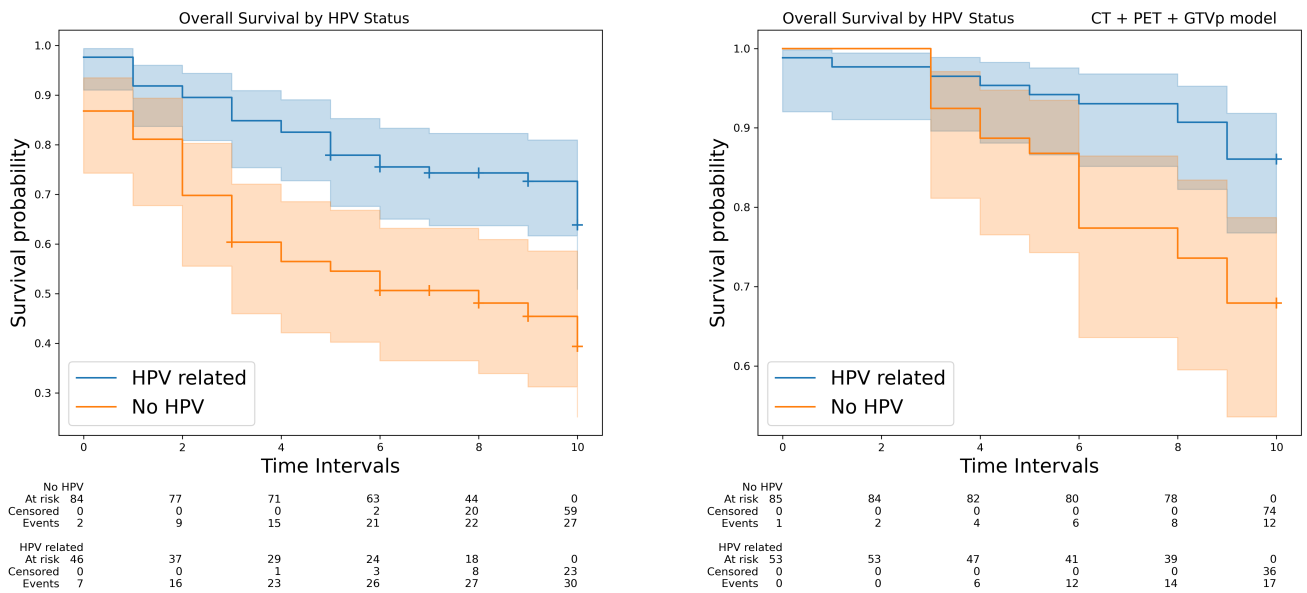 Overall Survival by HPV Status
Survival probability
1.0
0.9
0.8
0.7
0.6
0.5
0.4
0.3
HPV related
No HPV
0 2 4 6 8 10
Time Intervals
No HPV
At risk 84 77 71 63 44 0
Censored 0 0 0 2 20 59
Events 2 9 15 21 22 27
HPV related
At risk 46 37 29 24 18 0
Censored 0 0 1 3 8 23
Events 7 16 23 26 27 30
Overall Survival by HPV Status CT + PET + GTVp model
Survival probability
1.0
0.9
0.8
0.7
0.6
HPV related
No HPV
0 2 4 6 8 10
Time Intervals
No HPV
At risk 85 84 82 80 78 0
Censored 0 0 0 0 0 74
Events 1 2 4 6 8 12
HPV related
At risk 53 53 47 41 39 0
Censored 0 0 0 0 0 36
Events 0 0 6 12 14 17